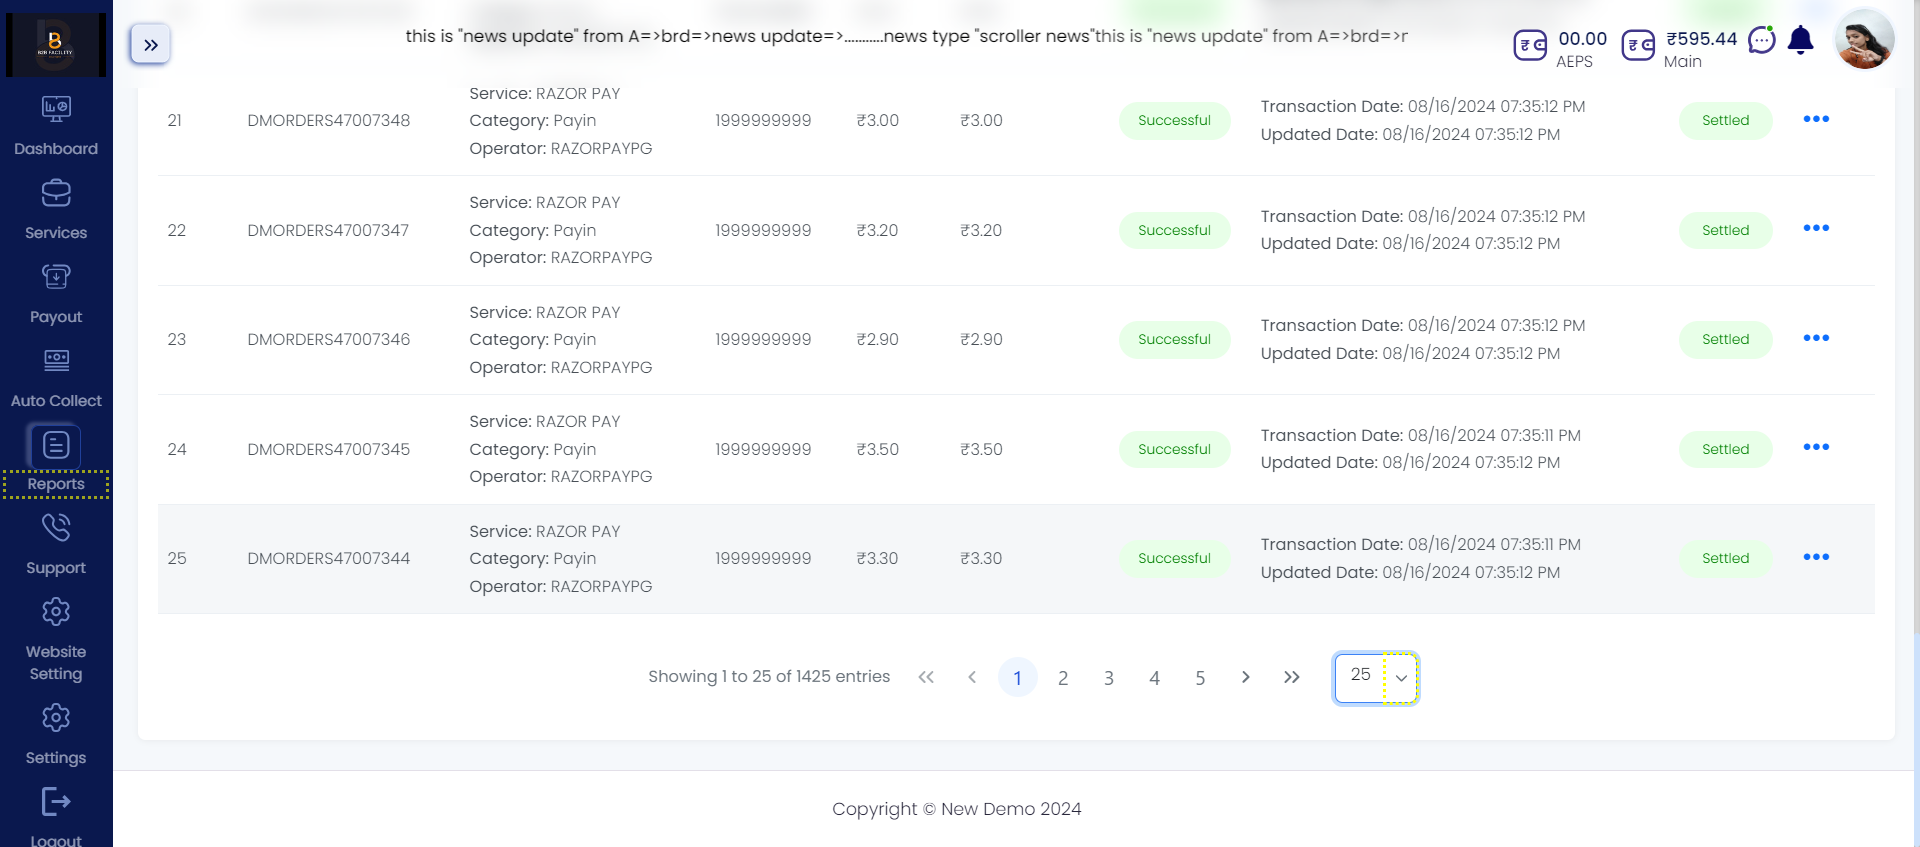 B2B FACILITY
this is "news update" from A=>brd=>news update=>...........news type "scroller news"this is "news update" from A=>brd=>
₹ 00.00 AEPS
₹ ₹595.44 Main
Dashboard
Services
Payout
Auto Collect
Reports
Support
Website
Setting
Settings
Logout
21 DMORDERS47007348 Service: RAZOR PAY
Category: Payin
Operator: RAZORPAYPG
1999999999 ₹3.00 ₹3.00 Successful
Transaction Date: 08/16/2024 07:35:12 PM
Updated Date: 08/16/2024 07:35:12 PM
Settled
22 DMORDERS47007347 Service: RAZOR PAY
Category: Payin
Operator: RAZORPAYPG
1999999999 ₹3.20 ₹3.20 Successful
Transaction Date: 08/16/2024 07:35:12 PM
Updated Date: 08/16/2024 07:35:12 PM
Settled
23 DMORDERS47007346 Service: RAZOR PAY
Category: Payin
Operator: RAZORPAYPG
1999999999 ₹2.90 ₹2.90 Successful
Transaction Date: 08/16/2024 07:35:12 PM
Updated Date: 08/16/2024 07:35:12 PM
Settled
24 DMORDERS47007345 Service: RAZOR PAY
Category: Payin
Operator: RAZORPAYPG
1999999999 ₹3.50 ₹3.50 Successful
Transaction Date: 08/16/2024 07:35:11 PM
Updated Date: 08/16/2024 07:35:12 PM
Settled
25 DMORDERS47007344 Service: RAZOR PAY
Category: Payin
Operator: RAZORPAYPG
1999999999 ₹3.30 ₹3.30 Successful
Transaction Date: 08/16/2024 07:35:11 PM
Updated Date: 08/16/2024 07:35:12 PM
Settled
Showing 1 to 25 of 1425 entries « ‹ 1 2 3 4 5 › » 25
Copyright © New Demo 2024